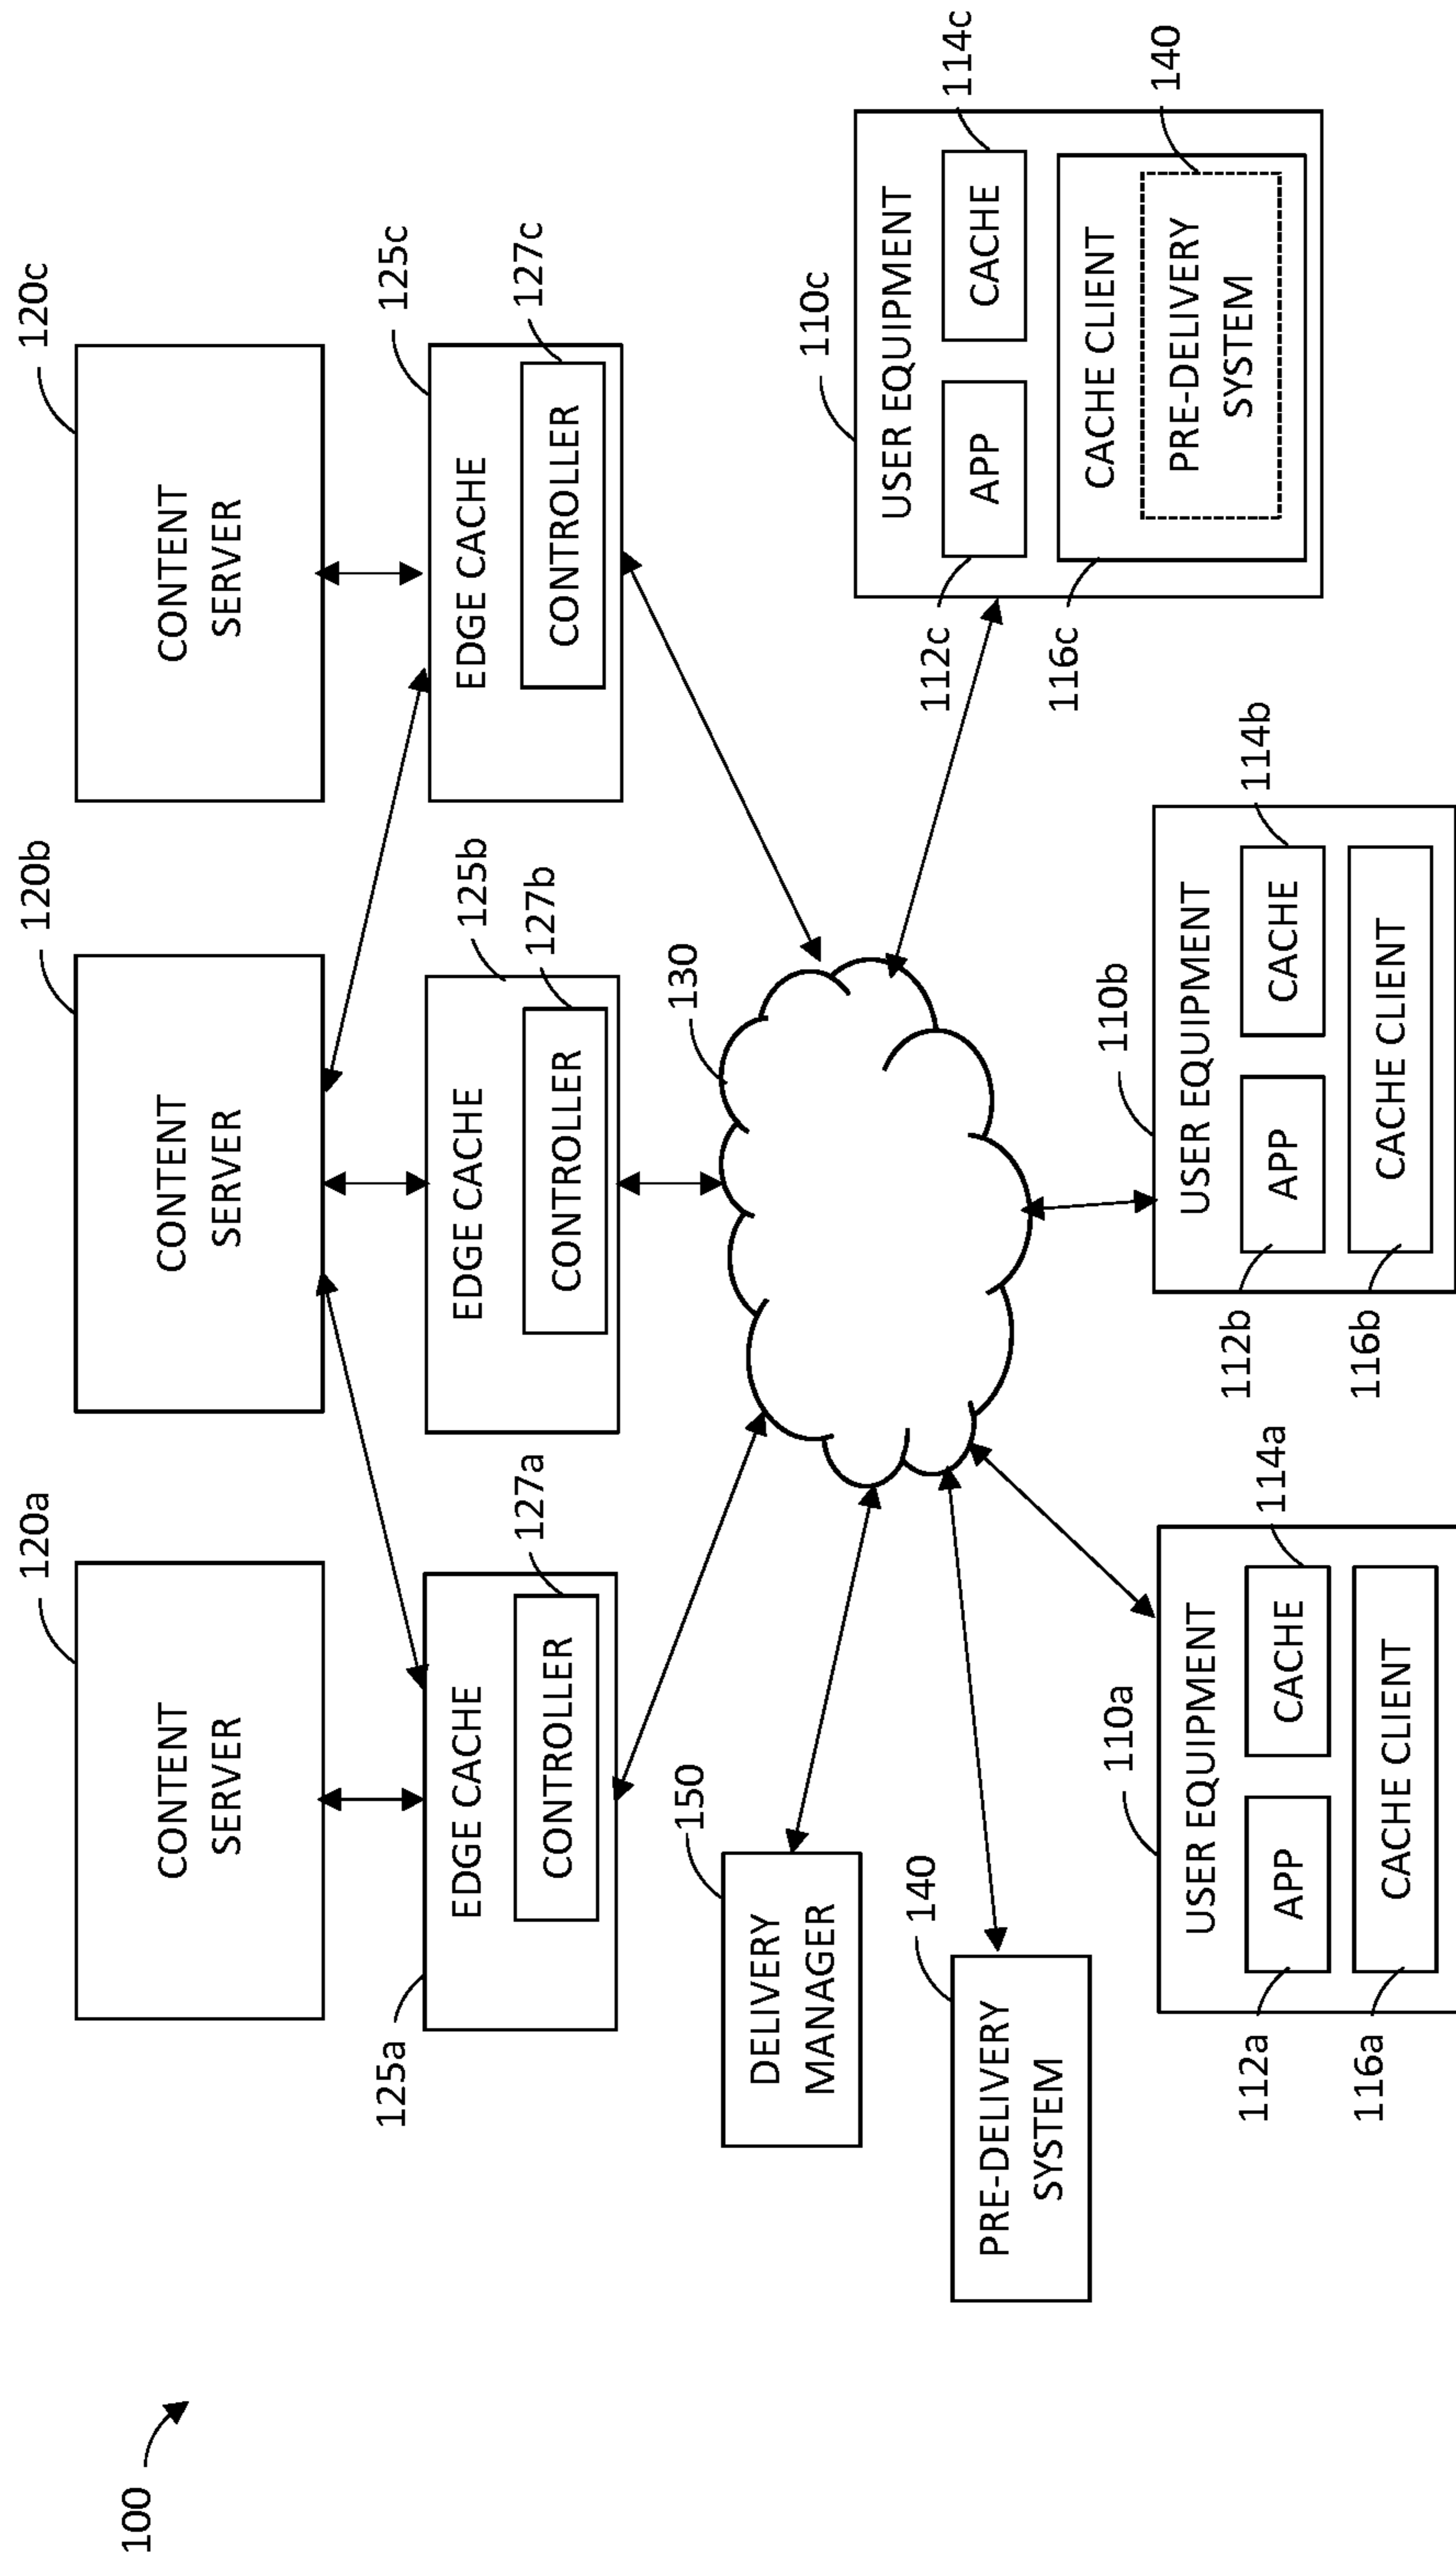 100
120a
CONTENT
SERVER
120b
CONTENT
SERVER
120c
CONTENT
SERVER
125a
EDGE CACHE
127a
CONTROLLER
125b
EDGE CACHE
127b
CONTROLLER
125c
EDGE CACHE
127c
CONTROLLER
150
DELIVERY
MANAGER
130
140
PRE-DELIVERY
SYSTEM
110a
USER EQUIPMENT
112a
APP
114a
CACHE
116a
CACHE CLIENT
110b
USER EQUIPMENT
112b
APP
114b
CACHE
116b
CACHE CLIENT
110c
USER EQUIPMENT
112c
APP
114c
CACHE
116c
CACHE CLIENT
140
PRE-DELIVERY
SYSTEM